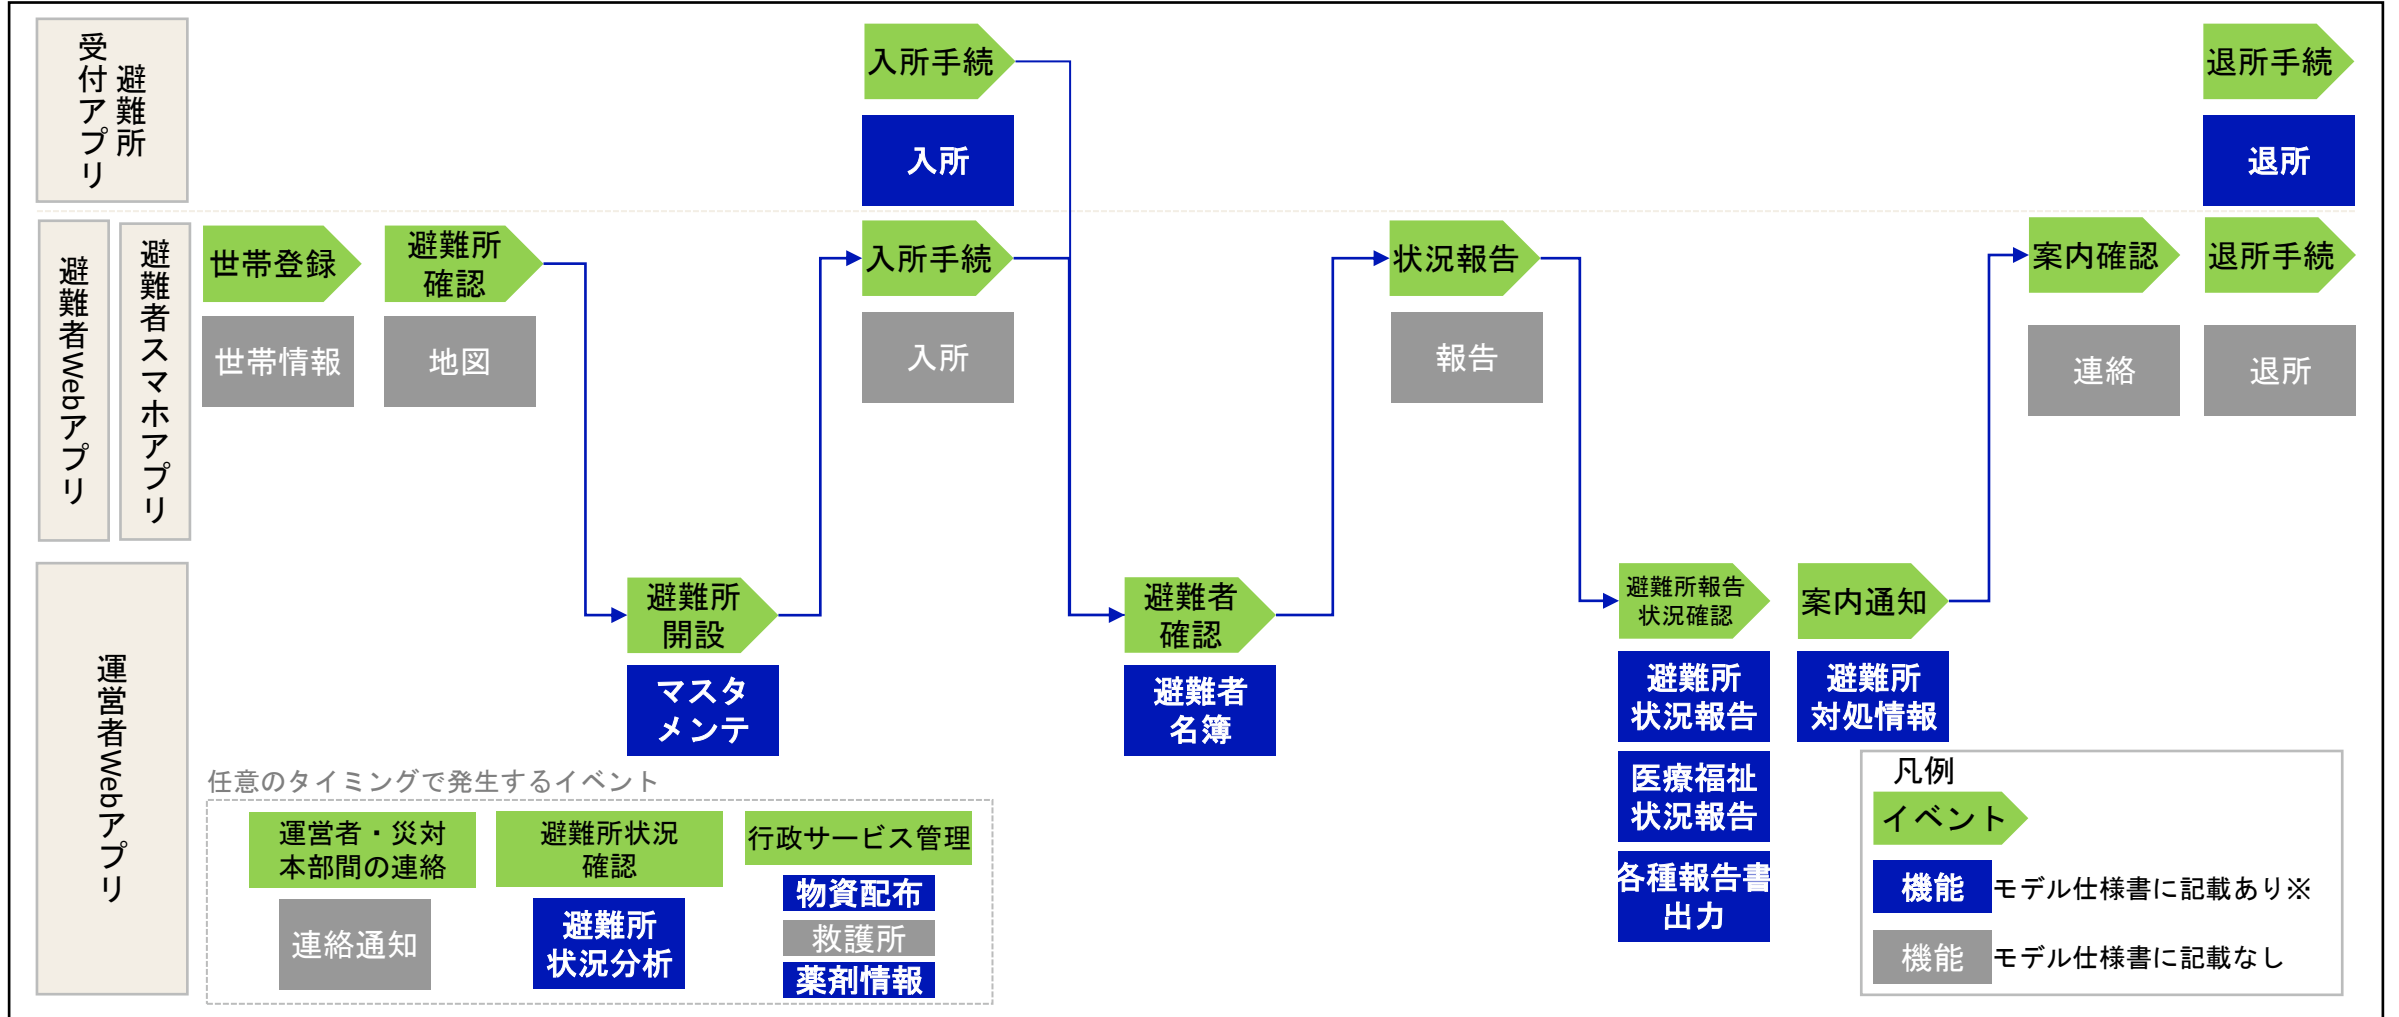 避難所
受付アプリ
入所手続
入所
退所手続
退所
避難者Webアプリ
避難者スマホアプリ
世帯登録
世帯情報
避難所
確認
地図
入所手続
入所
状況報告
報告
案内確認
連絡
退所手続
退所
運営者Webアプリ
避難所
開設
マスタ
メンテ
避難者
確認
避難者
名簿
避難所報告
状況確認
避難所
状況報告
医療福祉
状況報告
各種報告書
出力
案内通知
避難所
対処情報
任意のタイミングで発生するイベント
運営者・災対
本部間の連絡
連絡通知
避難所状況
確認
避難所
状況分析
行政サービス管理
物資配布
救護所
薬剤情報
凡例
イベント
機能 モデル仕様書に記載あり※
機能 モデル仕様書に記載なし